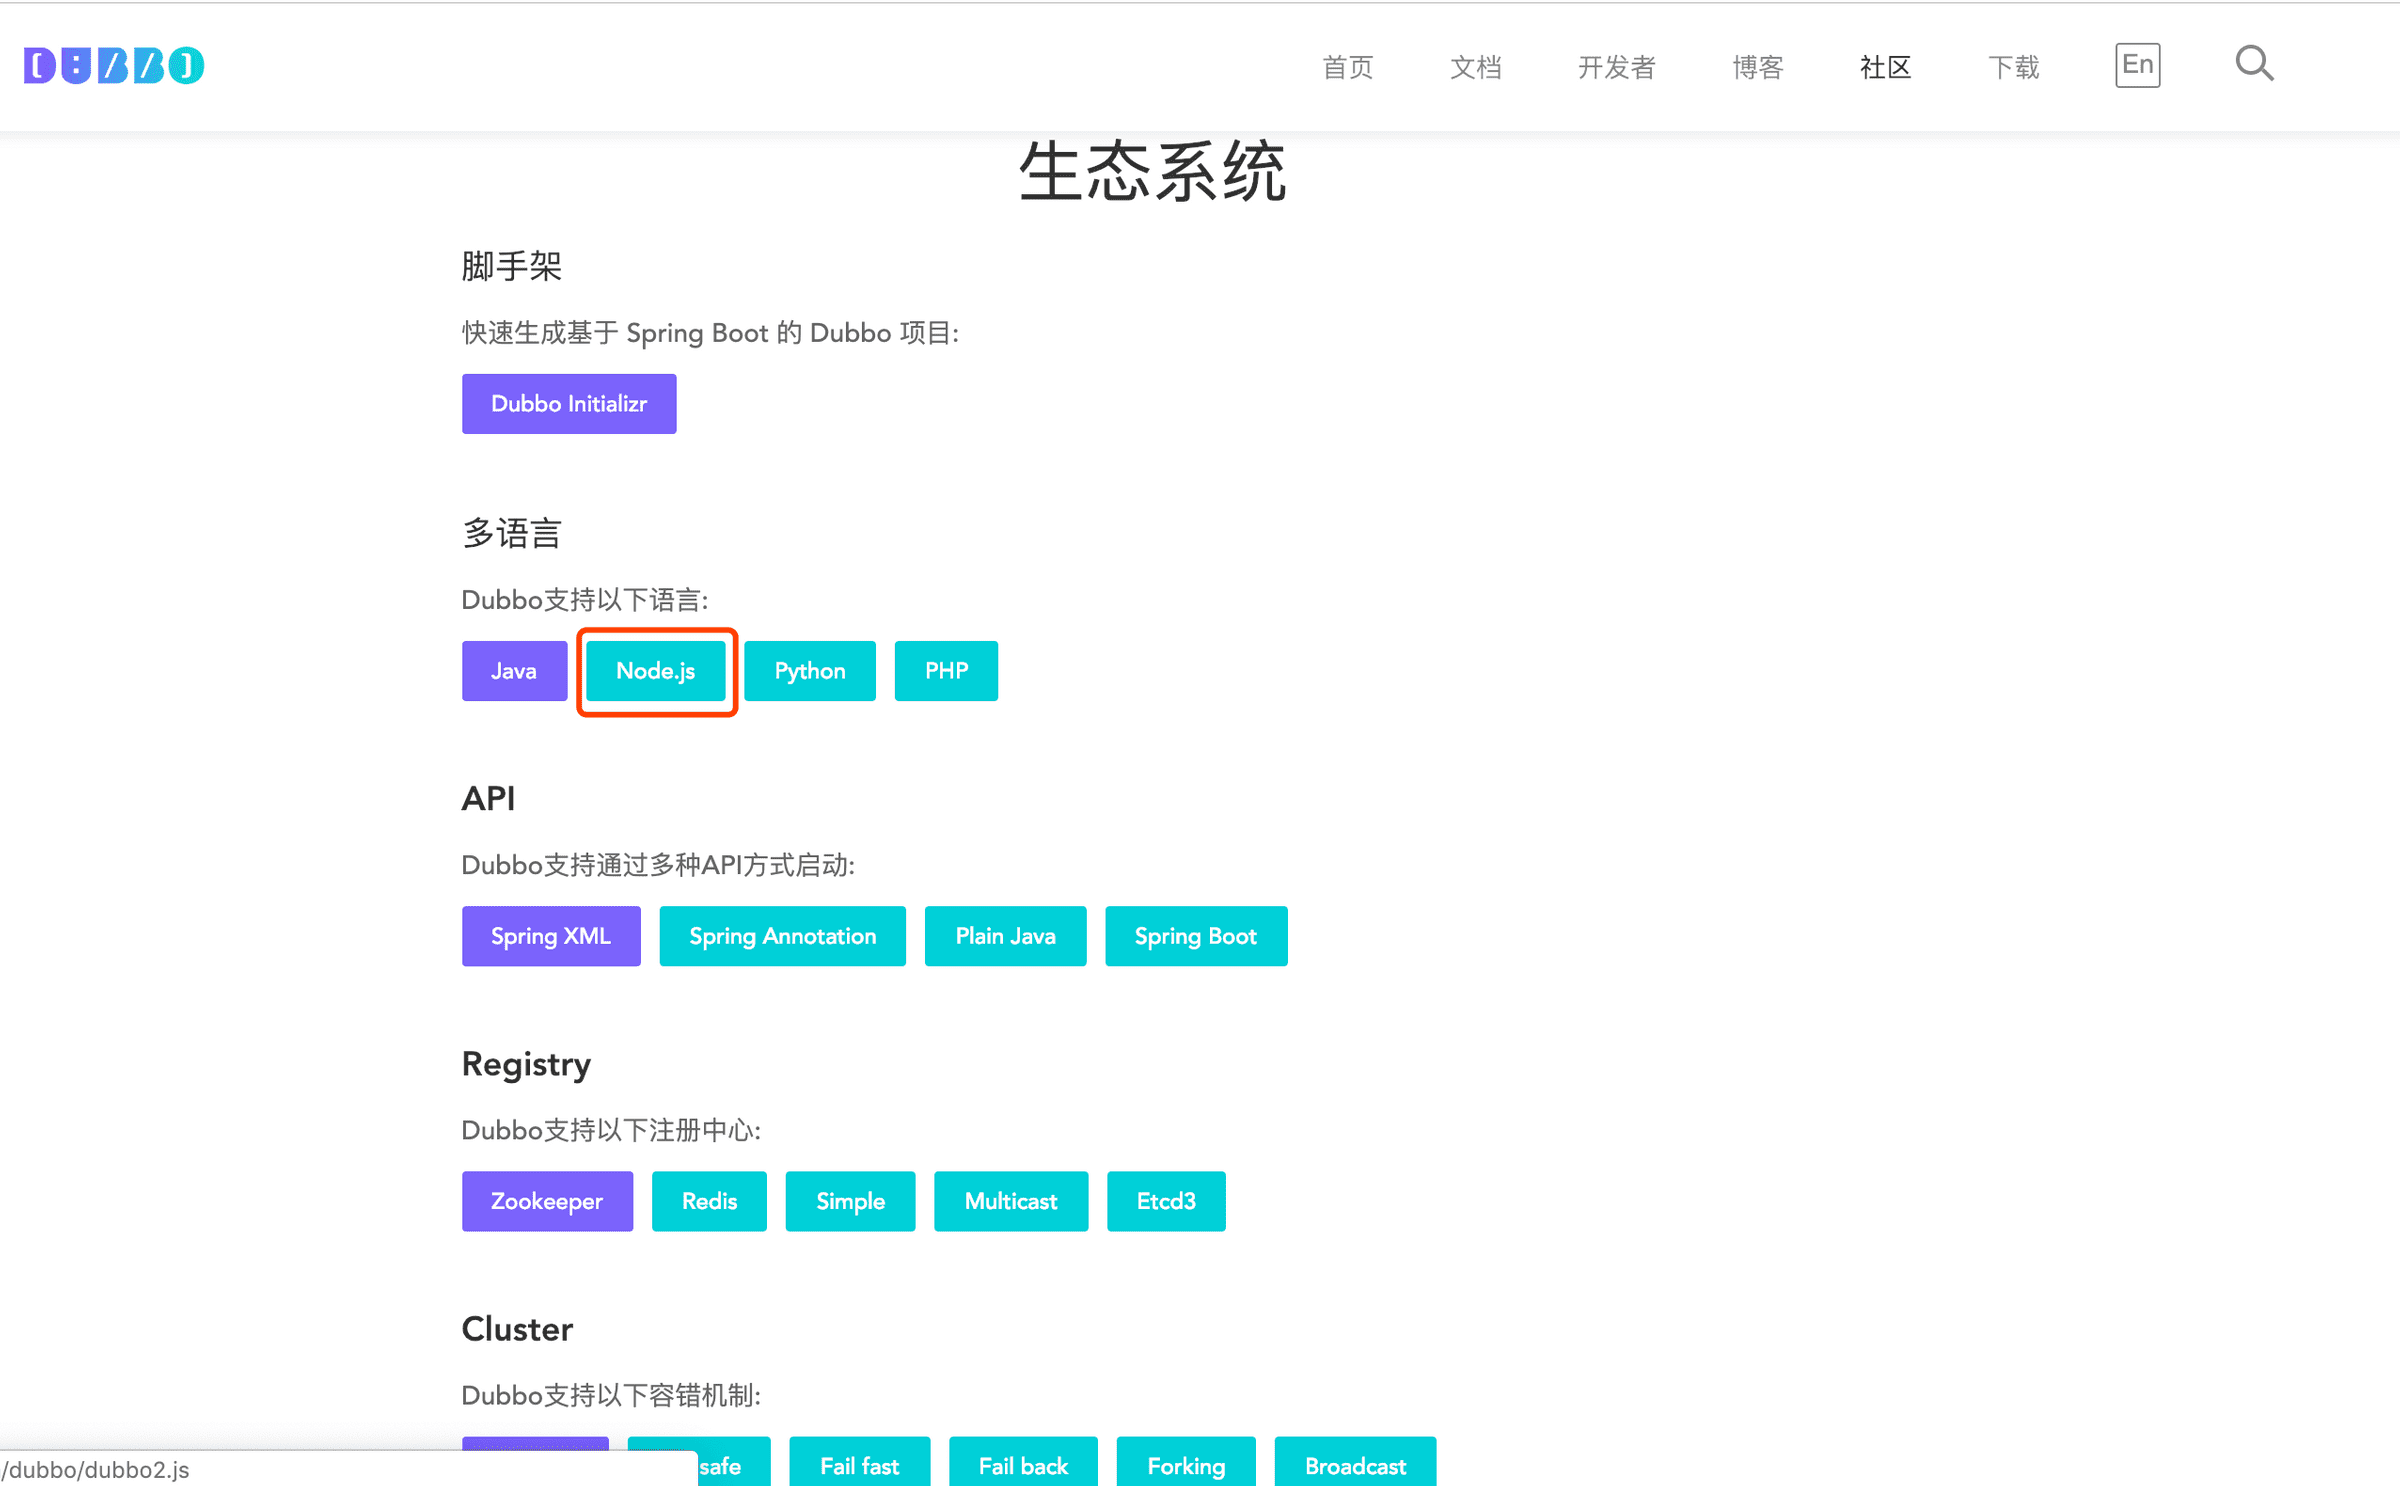 DUBBO 首页 文档 开发者 博客 社区 下载 En
生态系统
脚手架
快速生成基于 Spring Boot 的 Dubbo 项目:
Dubbo Initializr
多语言
Dubbo支持以下语言:
Java Node.js Python PHP
API
Dubbo支持通过多种API方式启动:
Spring XML Spring Annotation Plain Java Spring Boot
Registry
Dubbo支持以下注册中心:
Zookeeper Redis Simple Multicast Etcd3
Cluster
Dubbo支持以下容错机制:
safe Fail fast Fail back Forking Broadcast
/dubbo/dubbo2.js